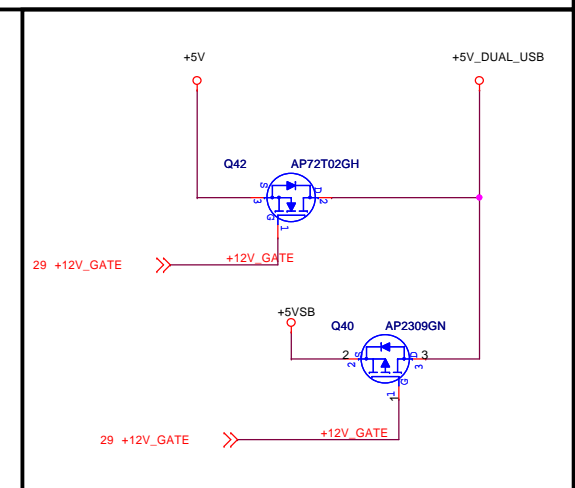 +5V
+5V_DUAL_USB
Q42
AP72T02GH
S
D
3
2
G
1
29 +12V_GATE
+12V_GATE
+5VSB
Q40
AP2309GN
2
S
D
3
2
3
G
1
1
29 +12V_GATE
+12V_GATE